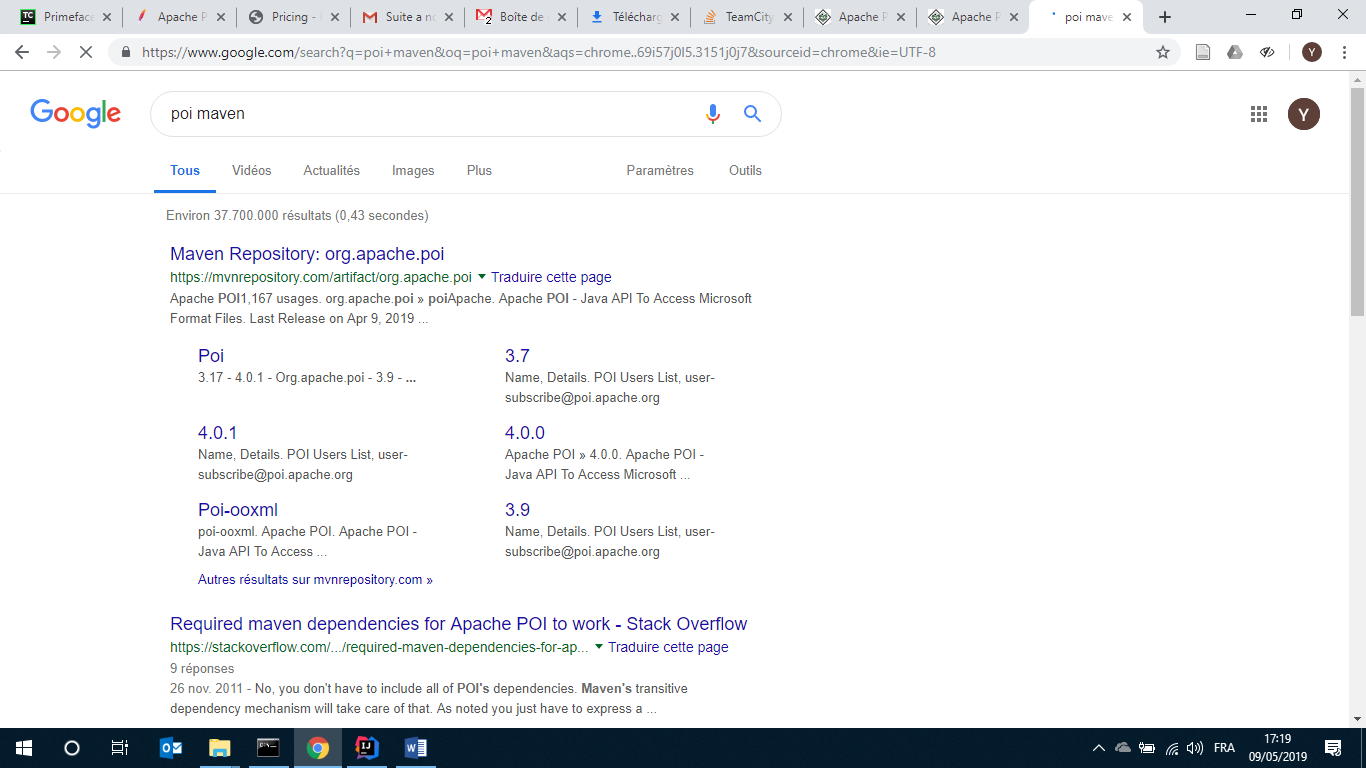 Primeface
Apache P
Pricing -
Suite a no
Boîte de
Télécharg
TeamCity
Apache P
Apache P
poi mave
https://www.google.com/search?q=poi+maven&oq=poi+maven&aqs=chrome..69i57j0l5.3151j0j7&sourceid=chrome&ie=UTF-8
Y
Google
poi maven
Y
Tous Vidéos Actualités Images Plus Paramètres Outils
Environ 37.700.000 résultats (0,43 secondes)
Maven Repository: org.apache.poi
https://mvnrepository.com/artifact/org.apache.poi Traduire cette page
Apache POI1,167 usages. org.apache.poi » poiApache. Apache POI - Java API To Access Microsoft
Format Files. Last Release on Apr 9, 2019 ...
Poi
3.17 - 4.0.1 - Org.apache.poi - 3.9 - ...
3.7
Name, Details. POI Users List, user-
subscribe@poi.apache.org
4.0.1
Name, Details. POI Users List, user-
subscribe@poi.apache.org
4.0.0
Apache POI » 4.0.0. Apache POI -
Java API To Access Microsoft ...
Poi-ooxml
poi-ooxml. Apache POI. Apache POI -
Java API To Access ...
3.9
Name, Details. POI Users List, user-
subscribe@poi.apache.org
Autres résultats sur mvnrepository.com »
Required maven dependencies for Apache POI to work - Stack Overflow
https://stackoverflow.com/.../required-maven-dependencies-for-ap... Traduire cette page
9 réponses
26 nov. 2011 - No, you don't have to include all of POI's dependencies. Maven's transitive
dependency mechanism will take care of that. As noted you just have to express a ...
FRA
17:19
09/05/2019